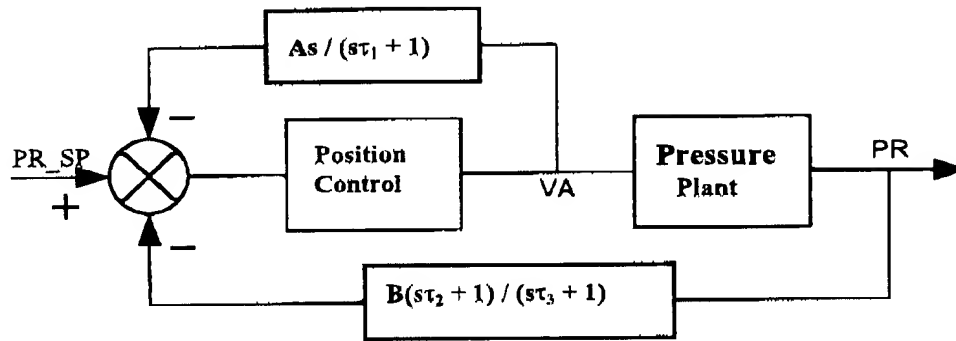 As / (sτ₁ + 1)
−
PR_SP
+
Position
Control
VA
Pressure
Plant
PR
−
B(sτ₂ + 1) / (sτ₃ + 1)